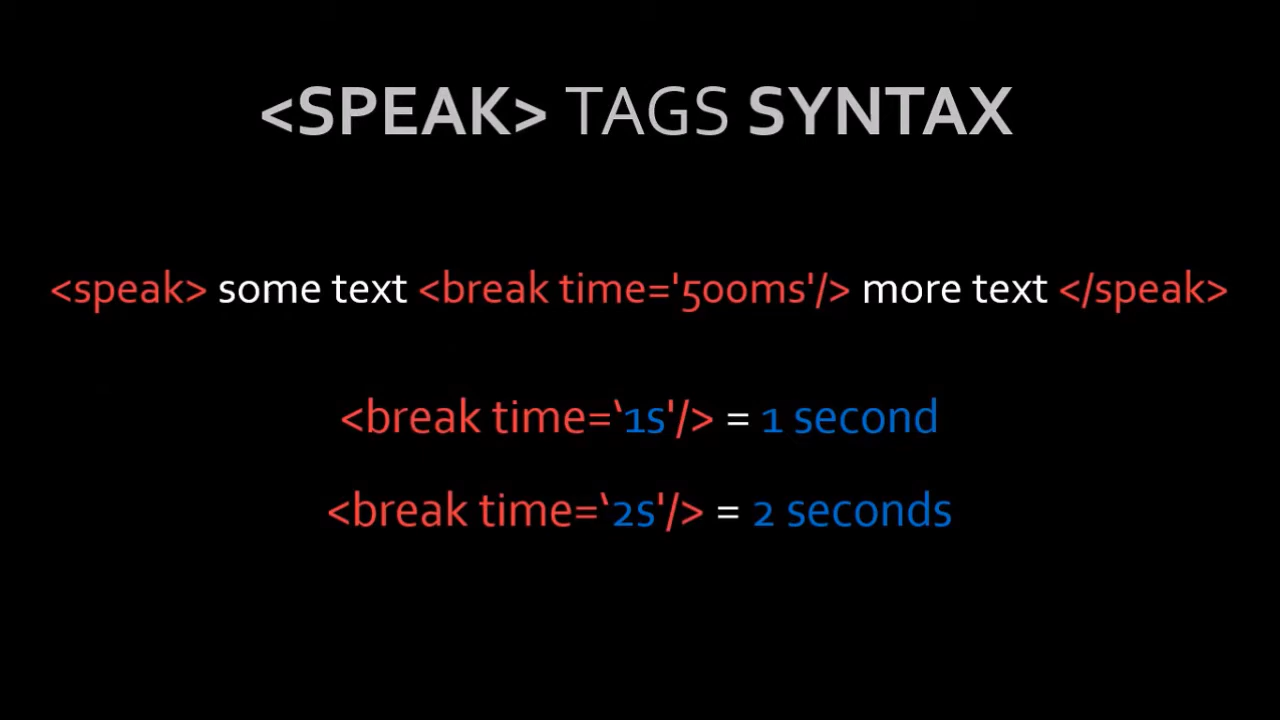 <SPEAK> TAGS SYNTAX
<speak> some text <break time='500ms'/> more text </speak>
<break time=‘1s'/> = 1 second
<break time=‘2s'/> = 2 seconds